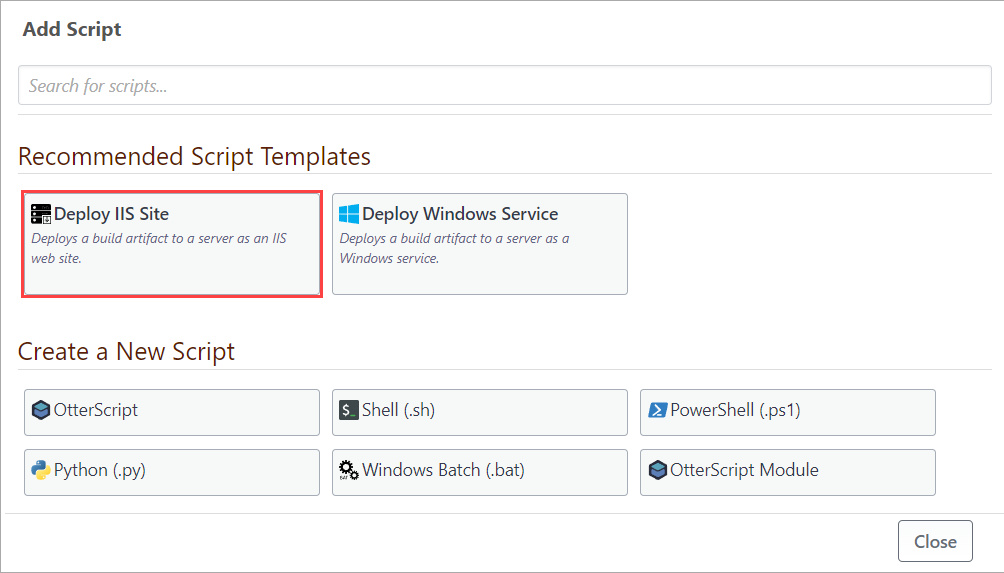 Add Script
Search for scripts...
Recommended Script Templates
Deploy IIS Site
Deploys a build artifact to a server as an IIS
web site.
Deploy Windows Service
Deploys a build artifact to a server as a
Windows service.
Create a New Script
OtterScript
$_ Shell (.sh)
PowerShell (.ps1)
Python (.py)
BAT Windows Batch (.bat)
OtterScript Module
Close